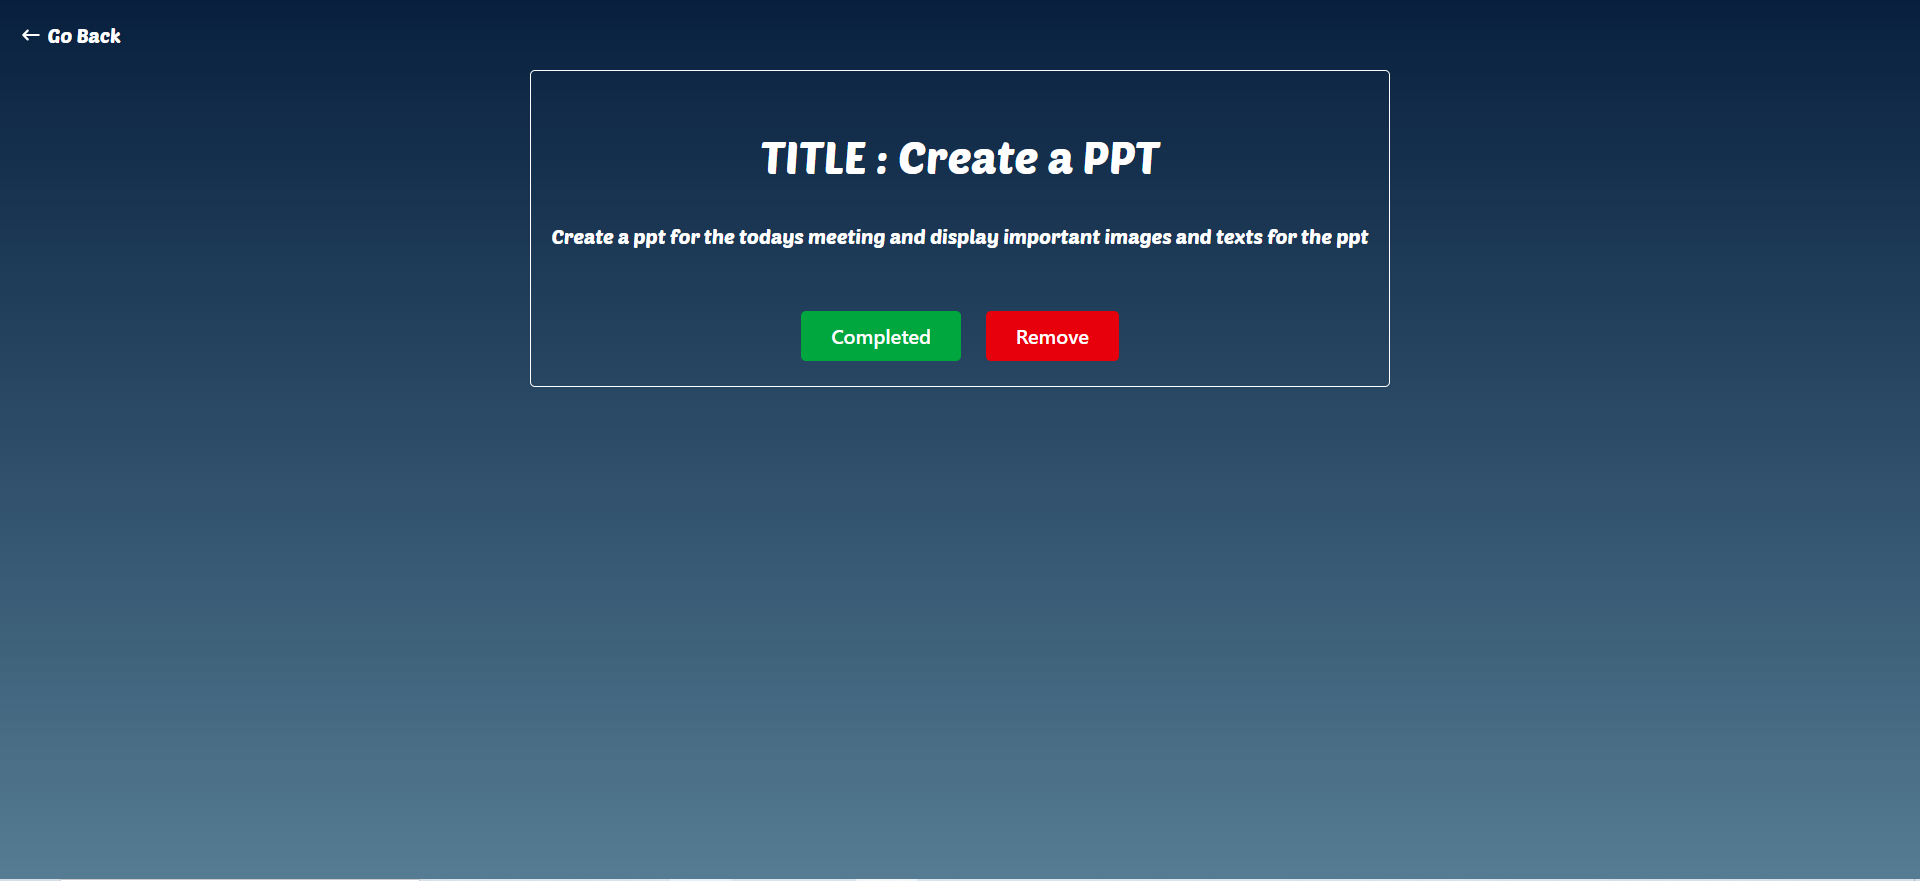 Go Back
TITLE : Create a PPT
Create a ppt for the todays meeting and display important images and texts for the ppt
Completed
Remove